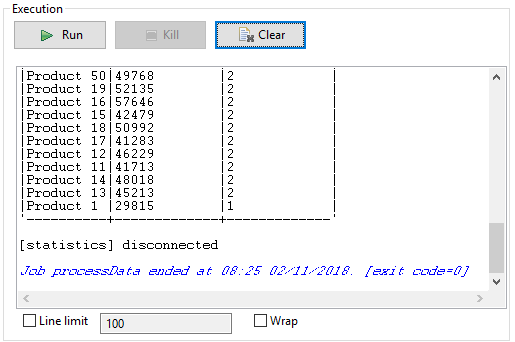 Execution
Run Kill Clear
|Product 50|49768 |2 |
|Product 19|52135 |2 |
|Product 16|57646 |2 |
|Product 15|42479 |2 |
|Product 18|50992 |2 |
|Product 17|41283 |2 |
|Product 12|46229 |2 |
|Product 11|41713 |2 |
|Product 14|48018 |2 |
|Product 13|45213 |2 |
|Product 1 |29815 |1 |
'----------+-------------+-------------'
[statistics] disconnected
Job processData ended at 08:25 02/11/2018. [exit code=0]
Line limit 100 Wrap